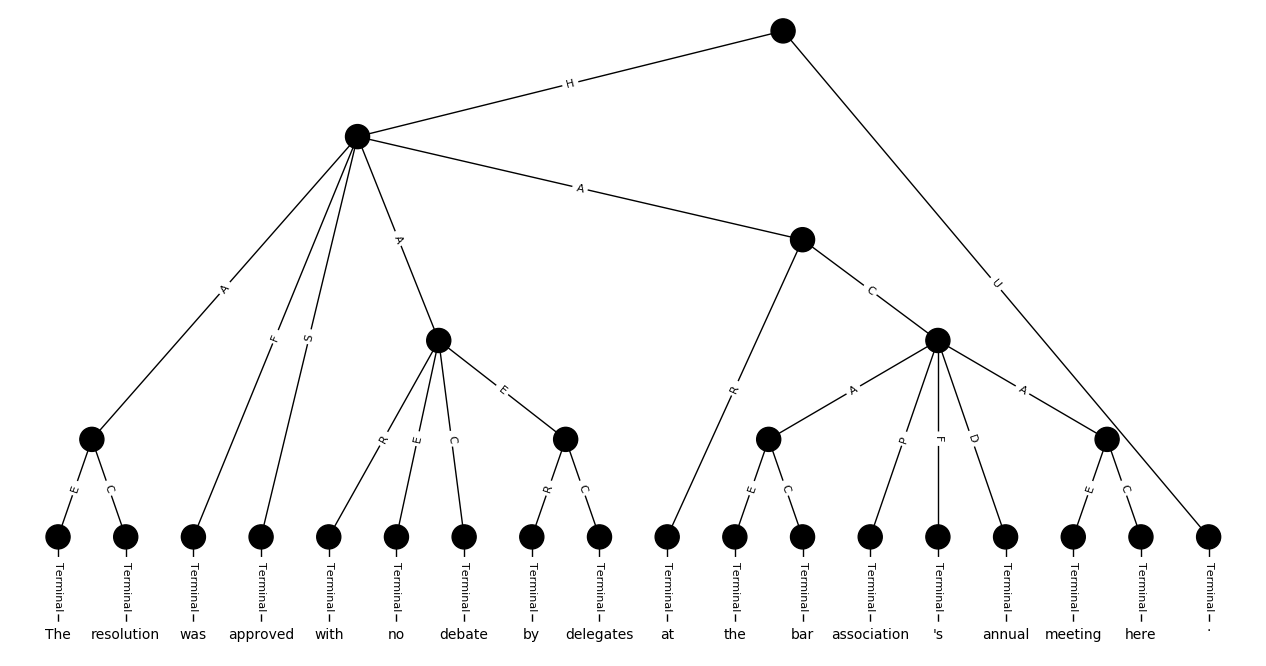 H
A
A
U
A
C
F
S
E
A
A
R
R
E
C
P
F
D
E
C
R
C
E
C
E
C
Terminal Terminal Terminal Terminal Terminal Terminal Terminal Terminal Terminal Terminal Terminal Terminal Terminal Terminal Terminal Terminal Terminal Terminal
The resolution was approved with no debate by delegates at the bar association 's annual meeting here .